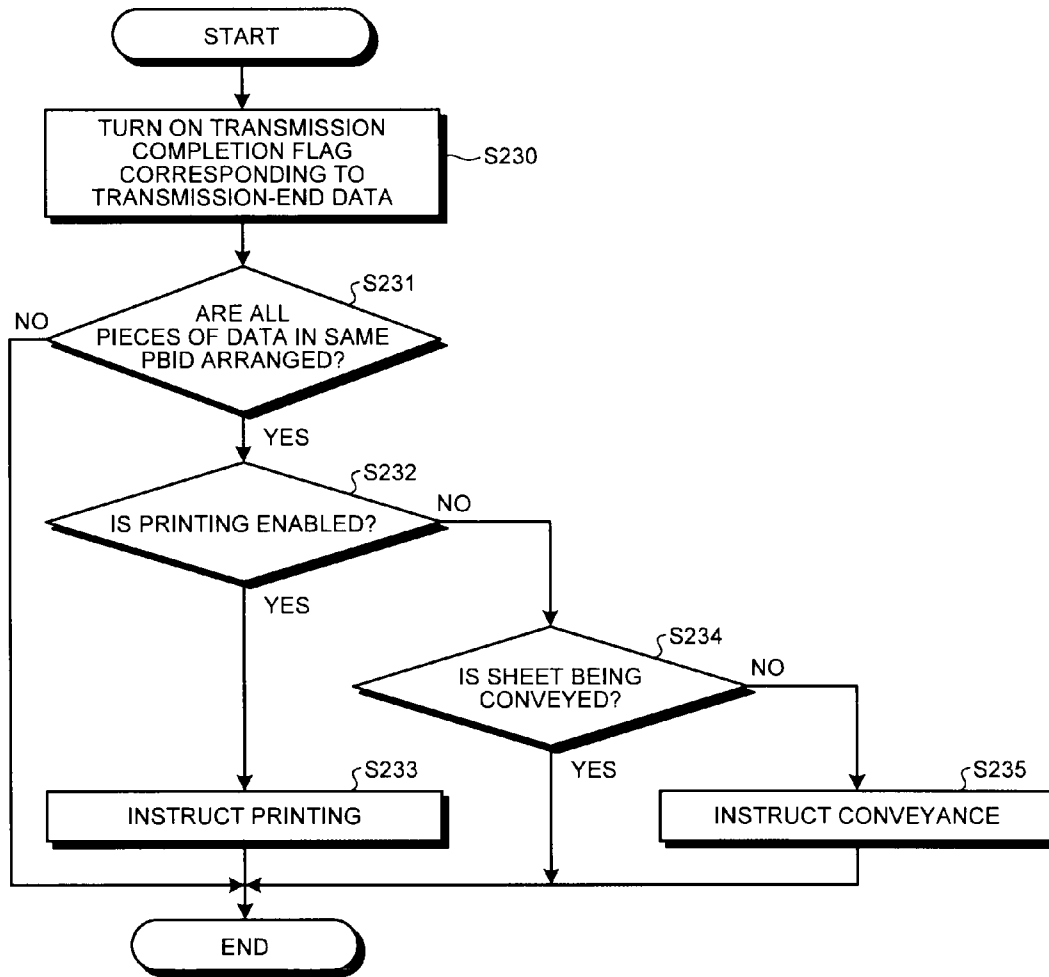 START
TURN ON TRANSMISSION
COMPLETION FLAG
CORRESPONDING TO
TRANSMISSION-END DATA
S230
S231
ARE ALL
PIECES OF DATA IN SAME
PBID ARRANGED?
NO
YES
S232
IS PRINTING ENABLED?
NO
YES
S234
IS SHEET BEING
CONVEYED?
NO
YES
S233
INSTRUCT PRINTING
S235
INSTRUCT CONVEYANCE
END